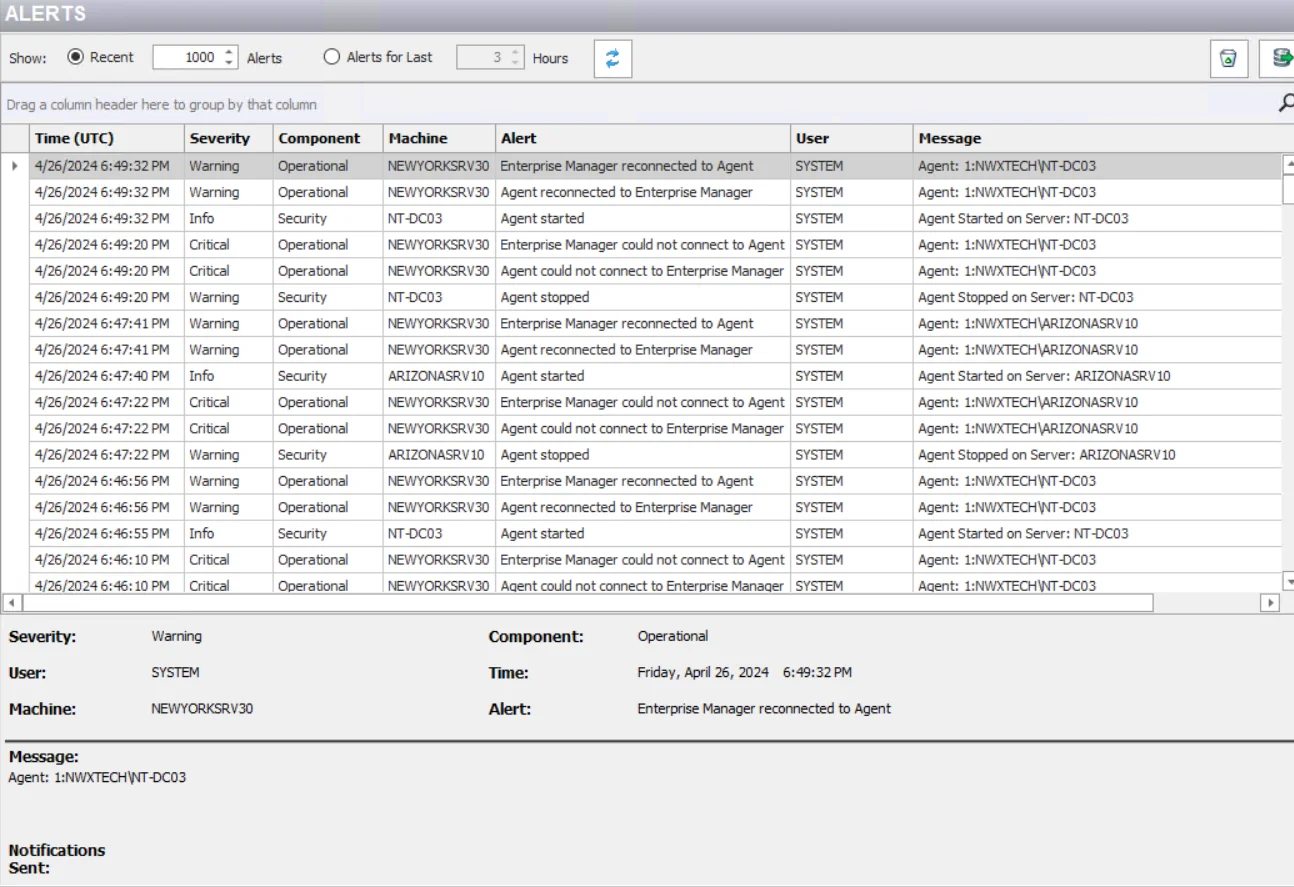 ALERTS
Show: Recent 1000 Alerts Alerts for Last 3 Hours
Drag a column header here to group by that column
Time (UTC) Severity Component Machine Alert User Message
4/26/2024 6:49:32 PM Warning Operational NEWYORKSRV30 Enterprise Manager reconnected to Agent SYSTEM Agent: 1:NWXTECH\NT-DC03
4/26/2024 6:49:32 PM Warning Operational NEWYORKSRV30 Agent reconnected to Enterprise Manager SYSTEM Agent: 1:NWXTECH\NT-DC03
4/26/2024 6:49:32 PM Info Security NT-DC03 Agent started SYSTEM Agent Started on Server: NT-DC03
4/26/2024 6:49:20 PM Critical Operational NEWYORKSRV30 Enterprise Manager could not connect to Agent SYSTEM Agent: 1:NWXTECH\NT-DC03
4/26/2024 6:49:20 PM Critical Operational NEWYORKSRV30 Agent could not connect to Enterprise Manager SYSTEM Agent: 1:NWXTECH\NT-DC03
4/26/2024 6:49:20 PM Warning Security NT-DC03 Agent stopped SYSTEM Agent Stopped on Server: NT-DC03
4/26/2024 6:47:41 PM Warning Operational NEWYORKSRV30 Enterprise Manager reconnected to Agent SYSTEM Agent: 1:NWXTECH\ARIZONASRV10
4/26/2024 6:47:41 PM Warning Operational NEWYORKSRV30 Agent reconnected to Enterprise Manager SYSTEM Agent: 1:NWXTECH\ARIZONASRV10
4/26/2024 6:47:40 PM Info Security ARIZONASRV10 Agent started SYSTEM Agent Started on Server: ARIZONASRV10
4/26/2024 6:47:22 PM Critical Operational NEWYORKSRV30 Enterprise Manager could not connect to Agent SYSTEM Agent: 1:NWXTECH\ARIZONASRV10
4/26/2024 6:47:22 PM Critical Operational NEWYORKSRV30 Agent could not connect to Enterprise Manager SYSTEM Agent: 1:NWXTECH\ARIZONASRV10
4/26/2024 6:47:22 PM Warning Security ARIZONASRV10 Agent stopped SYSTEM Agent Stopped on Server: ARIZONASRV10
4/26/2024 6:46:56 PM Warning Operational NEWYORKSRV30 Enterprise Manager reconnected to Agent SYSTEM Agent: 1:NWXTECH\NT-DC03
4/26/2024 6:46:56 PM Warning Operational NEWYORKSRV30 Agent reconnected to Enterprise Manager SYSTEM Agent: 1:NWXTECH\NT-DC03
4/26/2024 6:46:55 PM Info Security NT-DC03 Agent started SYSTEM Agent Started on Server: NT-DC03
4/26/2024 6:46:10 PM Critical Operational NEWYORKSRV30 Enterprise Manager could not connect to Agent SYSTEM Agent: 1:NWXTECH\NT-DC03
4/26/2024 6:46:10 PM Critical Operational NEWYORKSRV30 Agent could not connect to Enterprise Manager SYSTEM Agent: 1:NWXTECH\NT-DC03
Severity: Warning Component: Operational
User: SYSTEM Time: Friday, April 26, 2024 6:49:32 PM
Machine: NEWYORKSRV30 Alert: Enterprise Manager reconnected to Agent
Message:
Agent: 1:NWXTECH\NT-DC03
Notifications
Sent: